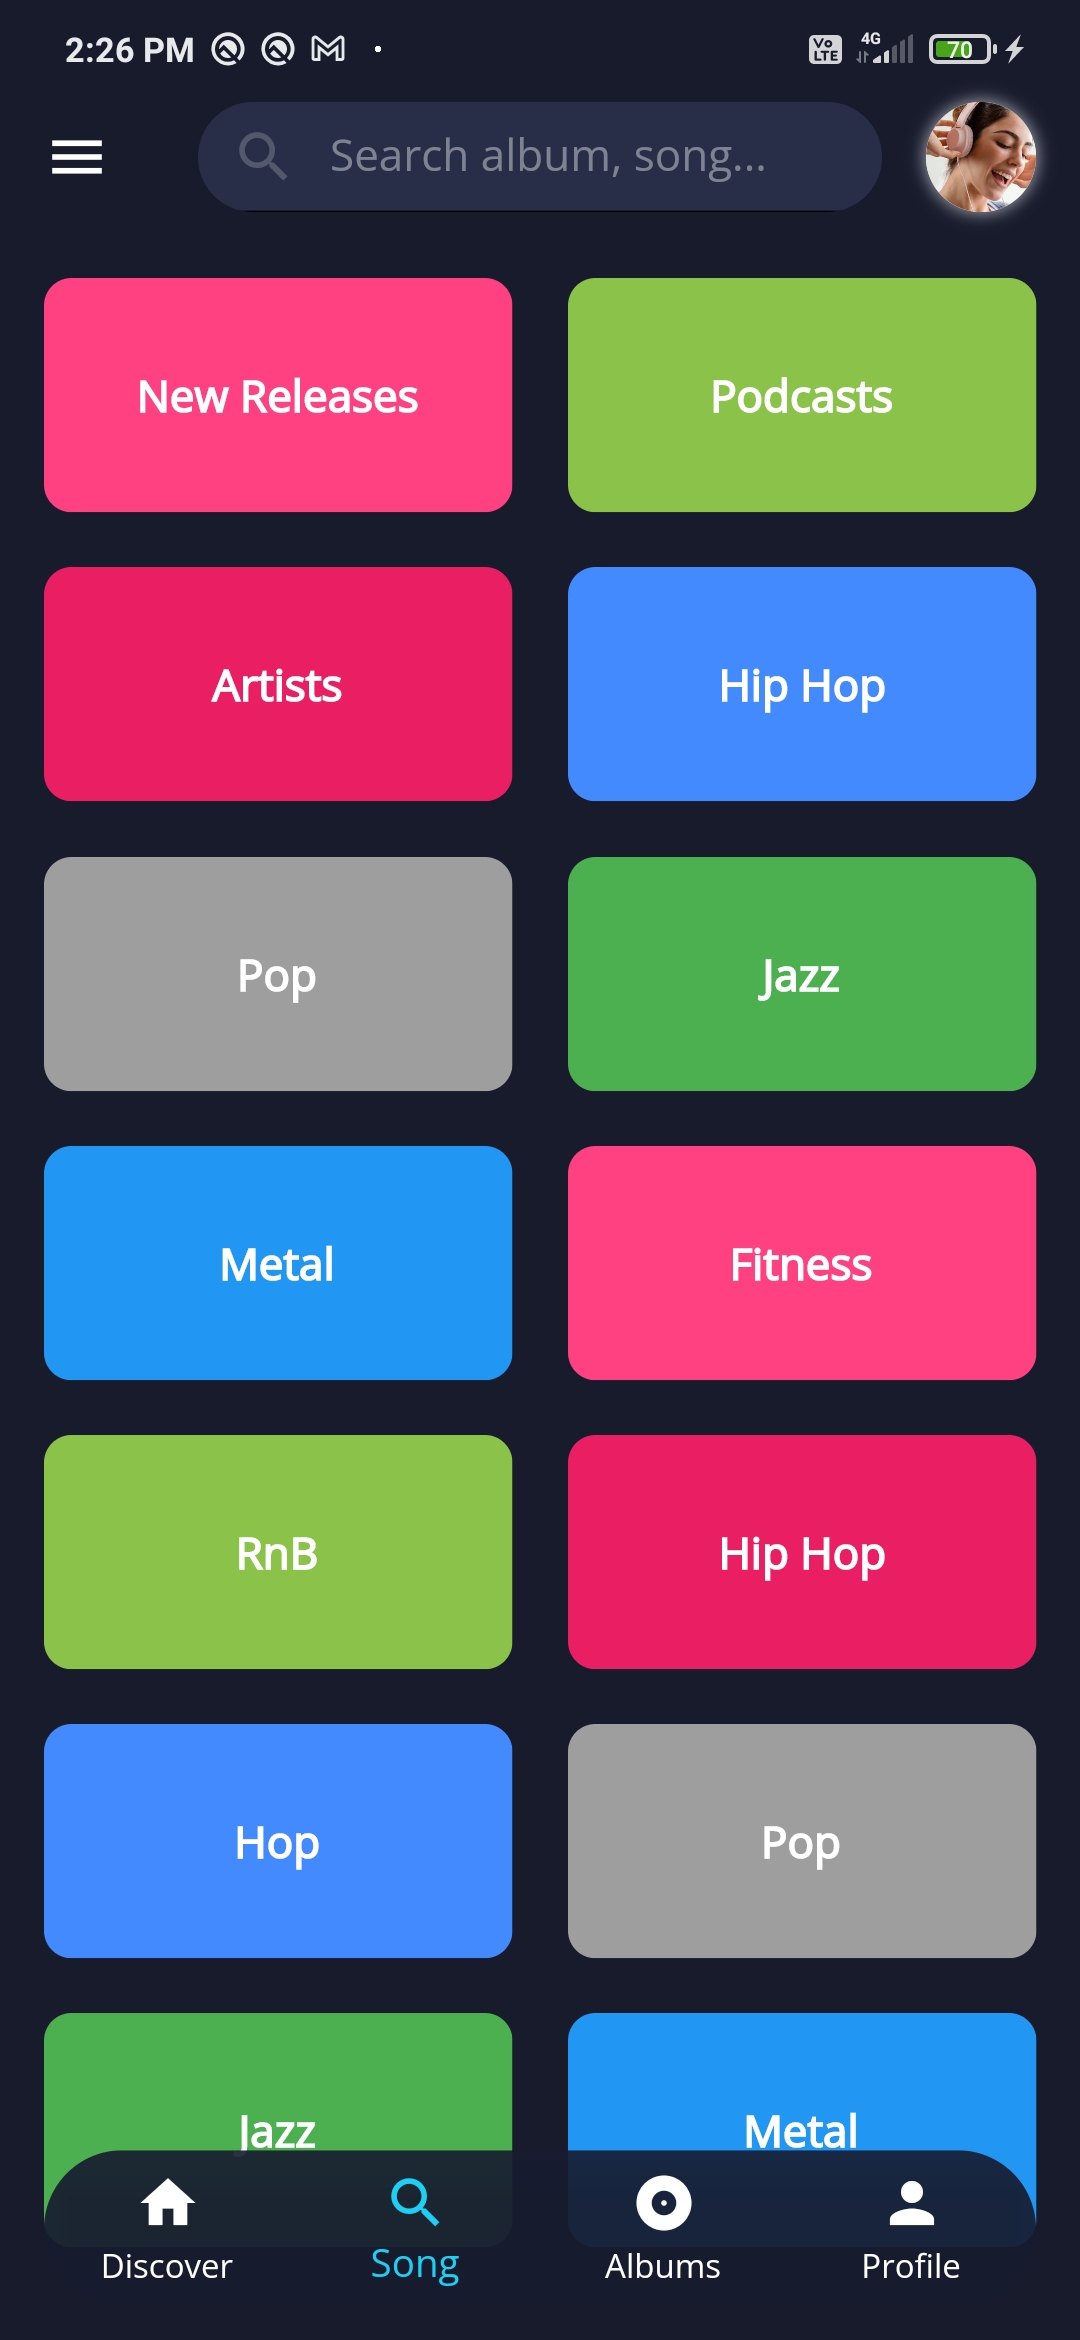 2:26 PM
Vo LTE 4G 70
Search album, song...
New Releases
Podcasts
Artists
Hip Hop
Pop
Jazz
Metal
Fitness
RnB
Hip Hop
Hop
Pop
Jazz
Metal
Discover
Song
Albums
Profile